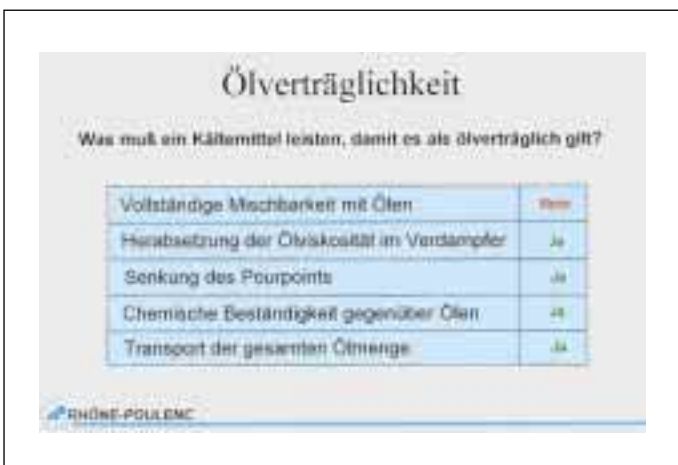 Ölverträglichkeit
Was muß ein Kältemittel leisten, damit es als ölverträglich gilt?
Vollständige Mischbarkeit mit Ölen Nein
Herabsetzung der Ölviskosität im Verdampfer Ja
Senkung des Pourpoints Ja
Chemische Beständigkeit gegenüber Ölen Ja
Transport der gesamten Ölmenge Ja
RHÔNE-POULENC